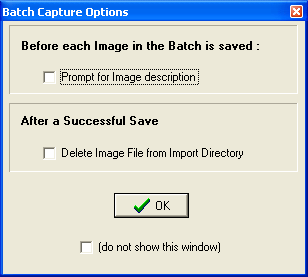 Batch Capture Options
Before each Image in the Batch is saved :
Prompt for Image description
After a Successful Save
Delete Image File from Import Directory
OK
(do not show this window)